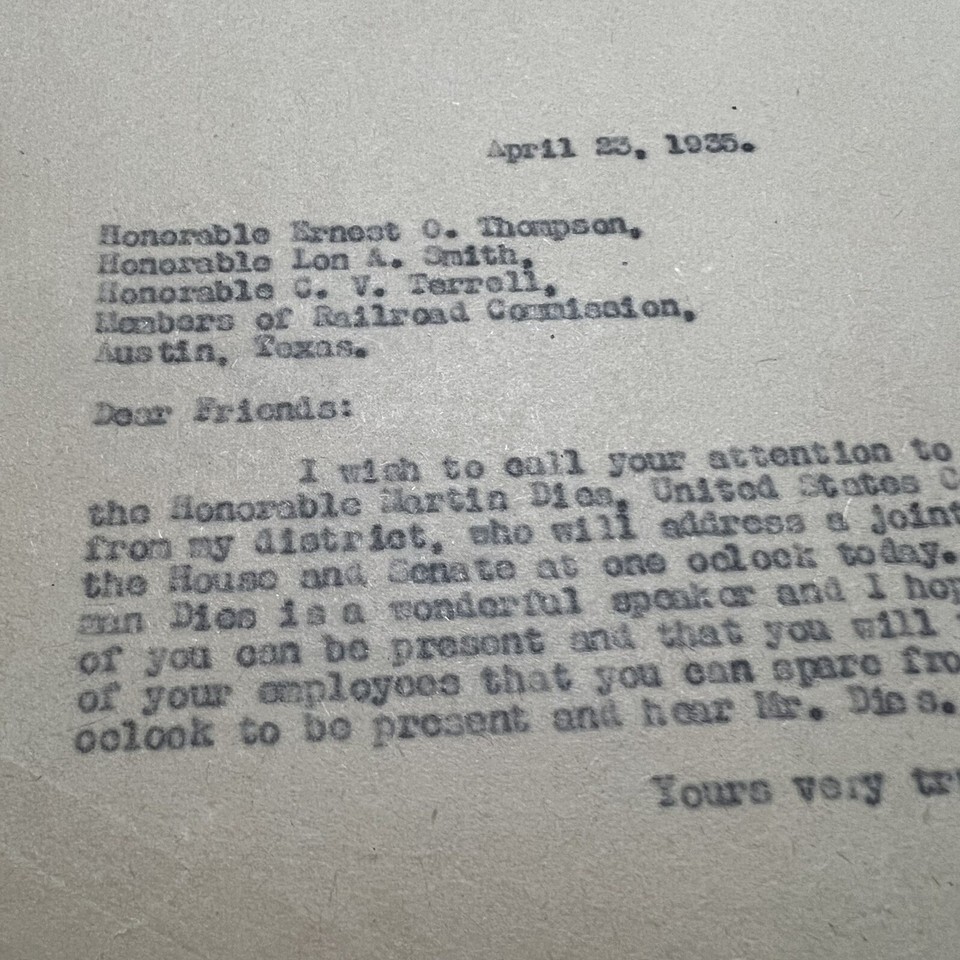 April 23, 1935.
Honorable Ernest O. Thompson,
Honorable Lon A. Smith,
Honorable C. V. Terrell,
Members of Railroad Commission,
Austin, Texas.
Dear Friends:
I wish to call your attention to
the Honorable Martin Dies, United States C
from my district, who will address a joint
the House and Senate at one oclock today.
man Dies is a wonderful speaker and I hop
of you can be present and that you will
of your employees that you can spare fro
oclock to be present and hear Mr. Dies.
Yours very tr